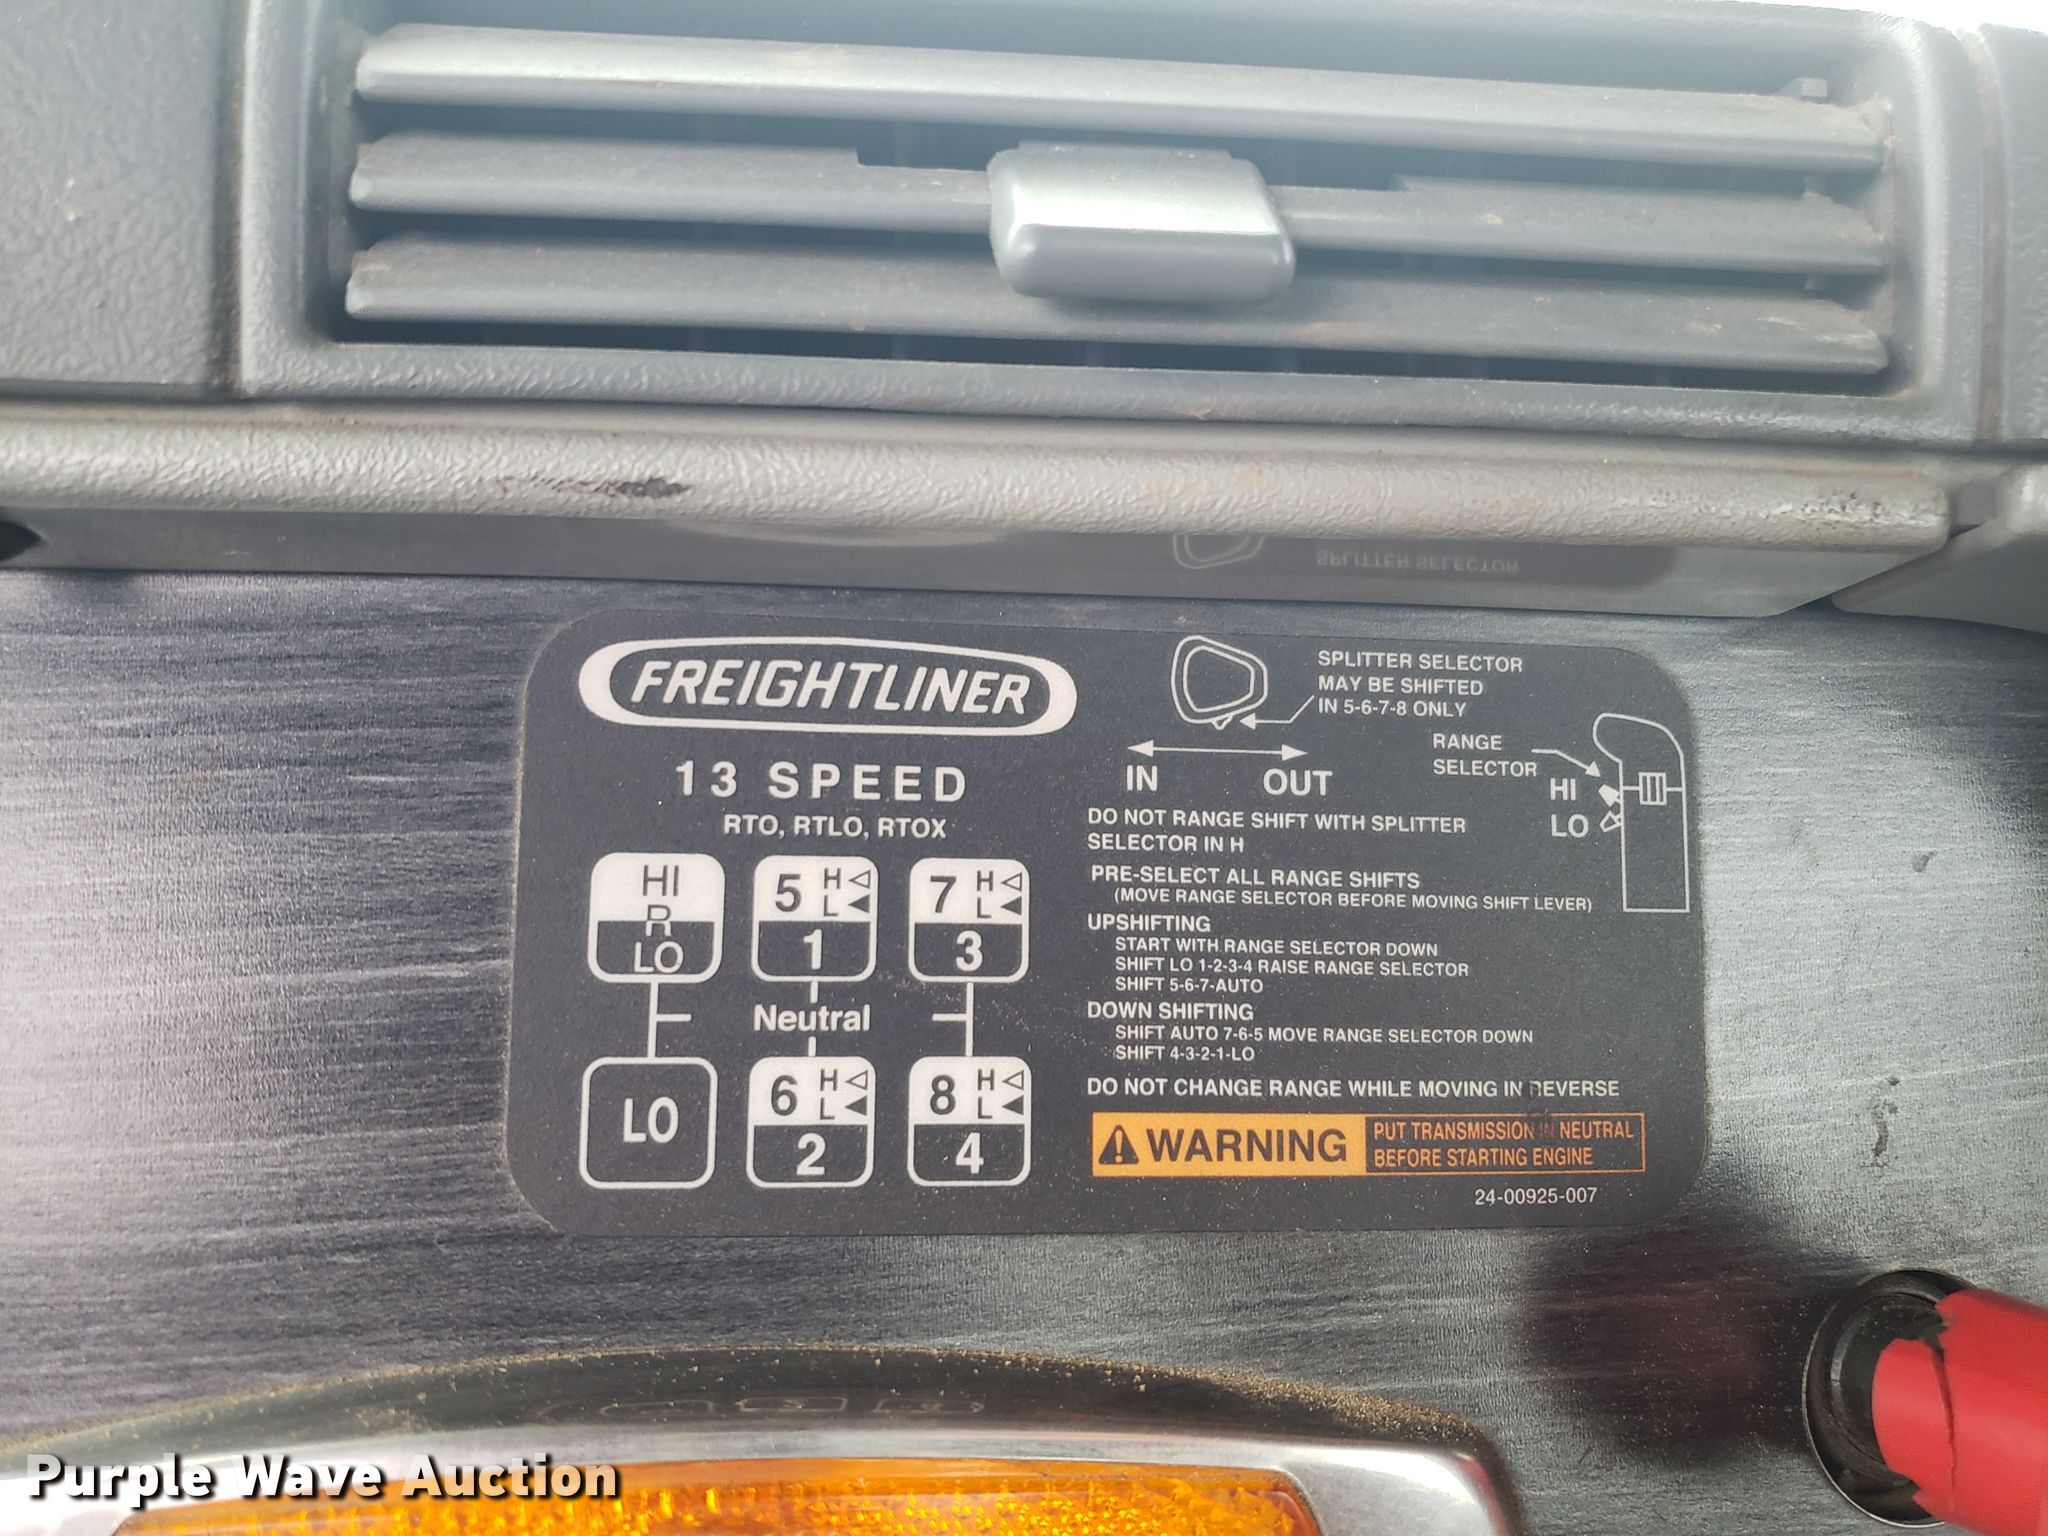 FREIGHTLINER
13 SPEED
RTO, RTLO, RTOX
HI
R
LO
5 H
L
1
7 H
L
3
Neutral
LO
6 H
L
2
8 H
L
4
SPLITTER SELECTOR
MAY BE SHIFTED
IN 5-6-7-8 ONLY
IN OUT
RANGE
SELECTOR
HI
LO
DO NOT RANGE SHIFT WITH SPLITTER
SELECTOR IN H
PRE-SELECT ALL RANGE SHIFTS
(MOVE RANGE SELECTOR BEFORE MOVING SHIFT LEVER)
UPSHIFTING
START WITH RANGE SELECTOR DOWN
SHIFT LO 1-2-3-4 RAISE RANGE SELECTOR
SHIFT 5-6-7-AUTO
DOWN SHIFTING
SHIFT AUTO 7-6-5 MOVE RANGE SELECTOR DOWN
SHIFT 4-3-2-1-LO
DO NOT CHANGE RANGE WHILE MOVING IN REVERSE
WARNING
PUT TRANSMISSION IN NEUTRAL
BEFORE STARTING ENGINE
24-00925-007
Purple Wave Auction